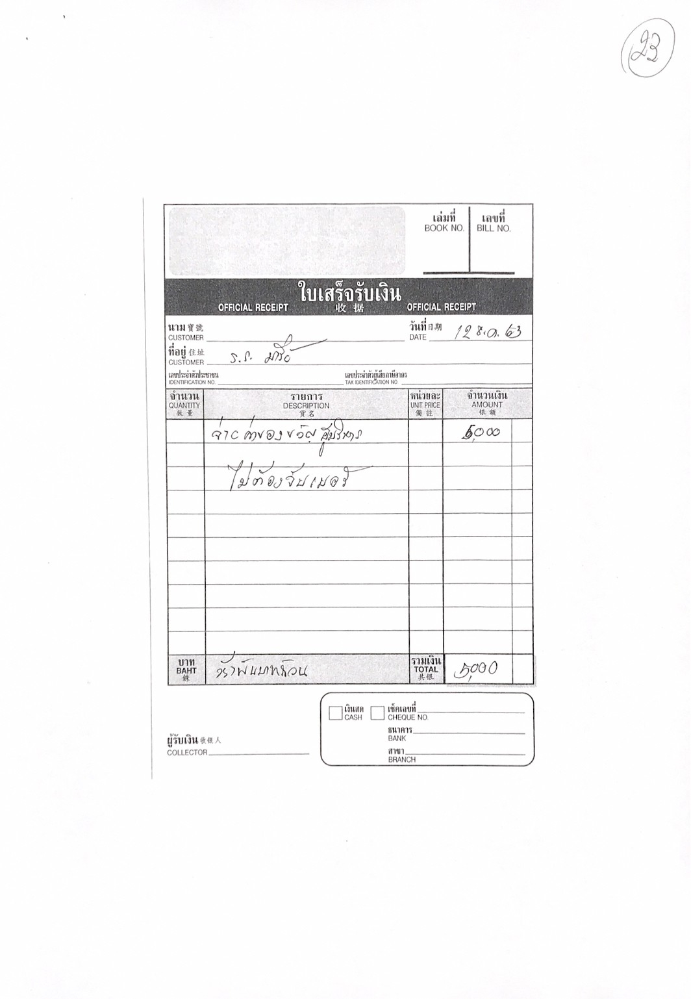 23
เล่มที่ เลขที่
BOOK NO. BILL NO.
ใบเสร็จรับเงิน
OFFICIAL RECEIPT 收据 OFFICIAL RECEIPT
นาม 寶號 วันที่ 日期
CUSTOMER DATE 12 ธ.ค. 63
ที่อยู่ 住址
CUSTOMER ร.ร.
เลขประจำตัวประชาชน เลขประจำตัวผู้เสียภาษีอากร
IDENTIFICATION NO. TAX IDENTIFICATION NO.
จำนวน รายการ หน่วยละ จำนวนเงิน
QUANTITY DESCRIPTION UNIT PRICE AMOUNT
數量 貨名 備註 銀額
จ่าย ค่าของขวัญ ผู้บริหาร 5,000
ไม่ต้องจับเบอร์
บาท รวมเงิน
BAHT ห้าพันบาทถ้วน TOTAL 5,000
銖 共銀
เงินสด เช็คเลขที่
CASH CHEQUE NO.
ธนาคาร
BANK
สาขา
BRANCH
ผู้รับเงิน 收銀人
COLLECTOR